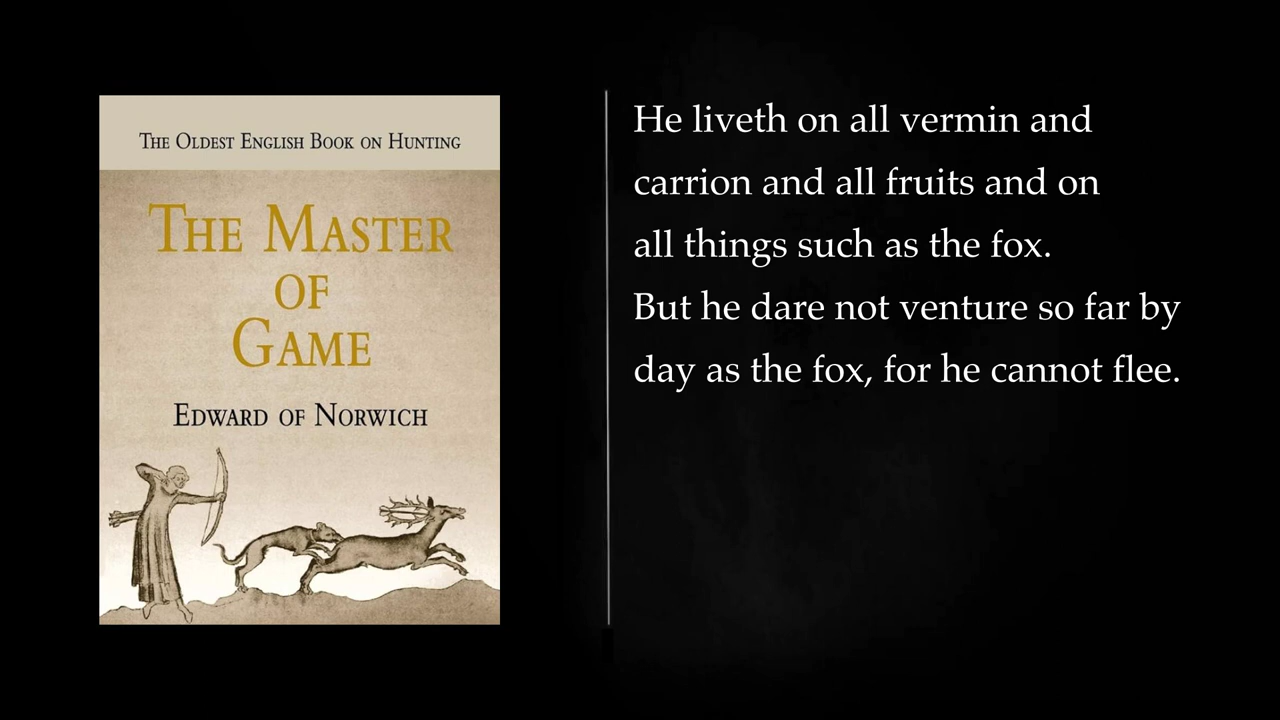 THE OLDEST ENGLISH BOOK ON HUNTING
THE MASTER
OF
GAME
EDWARD OF NORWICH
He liveth on all vermin and
carrion and all fruits and on
all things such as the fox.
But he dare not venture so far by
day as the fox, for he cannot flee.